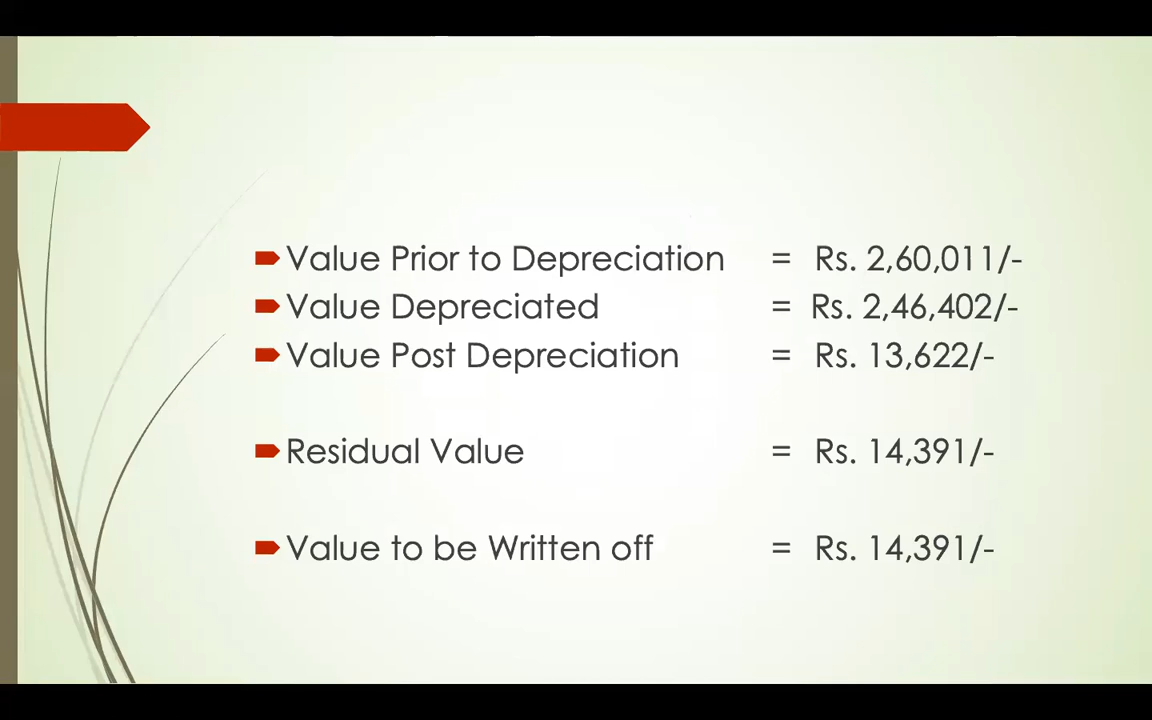 Value Prior to Depreciation = Rs. 2,60,011/-
Value Depreciated = Rs. 2,46,402/-
Value Post Depreciation = Rs. 13,622/-
Residual Value = Rs. 14,391/-
Value to be Written off = Rs. 14,391/-